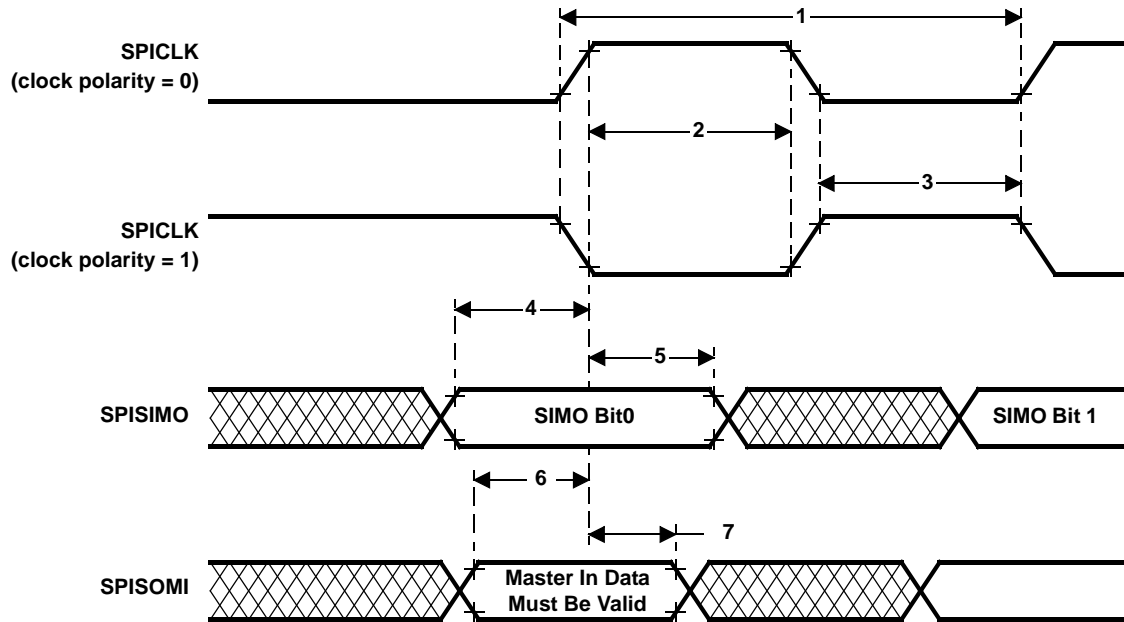 1
SPICLK
(clock polarity = 0)
2
3
SPICLK
(clock polarity = 1)
4
5
SPISIMO
SIMO Bit0
SIMO Bit 1
6
7
SPISOMI
Master In Data
Must Be Valid